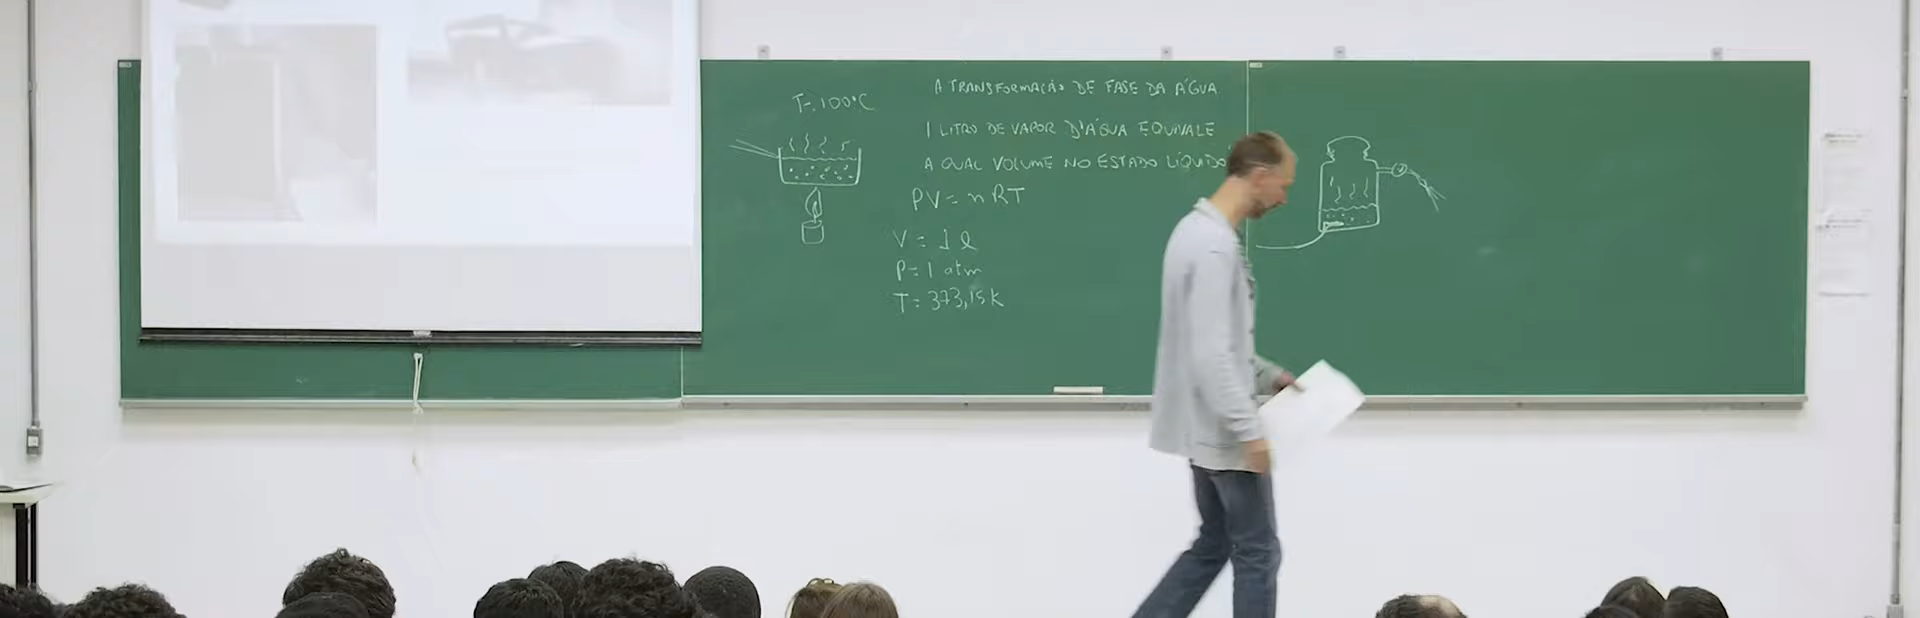 T=100°C
A TRANSFORMAÇÃO DE FASE DA ÁGUA
1 LITRO DE VAPOR D'ÁGUA EQUIVALE
A QUAL VOLUME NO ESTADO LÍQUIDO
PV = nRT
V = 1 l
P = 1 atm
T = 373,15K